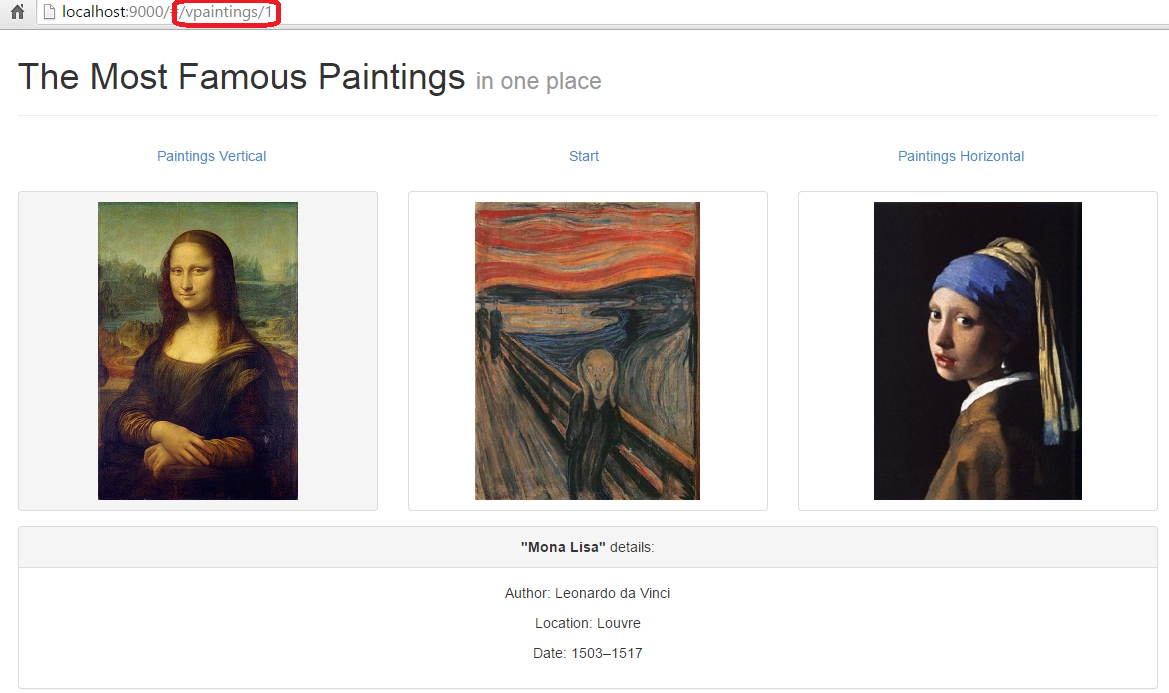 localhost:9000/#/vpaintings/1
The Most Famous Paintings in one place
Paintings Vertical
Start
Paintings Horizontal
"Mona Lisa" details:
Author: Leonardo da Vinci
Location: Louvre
Date: 1503–1517